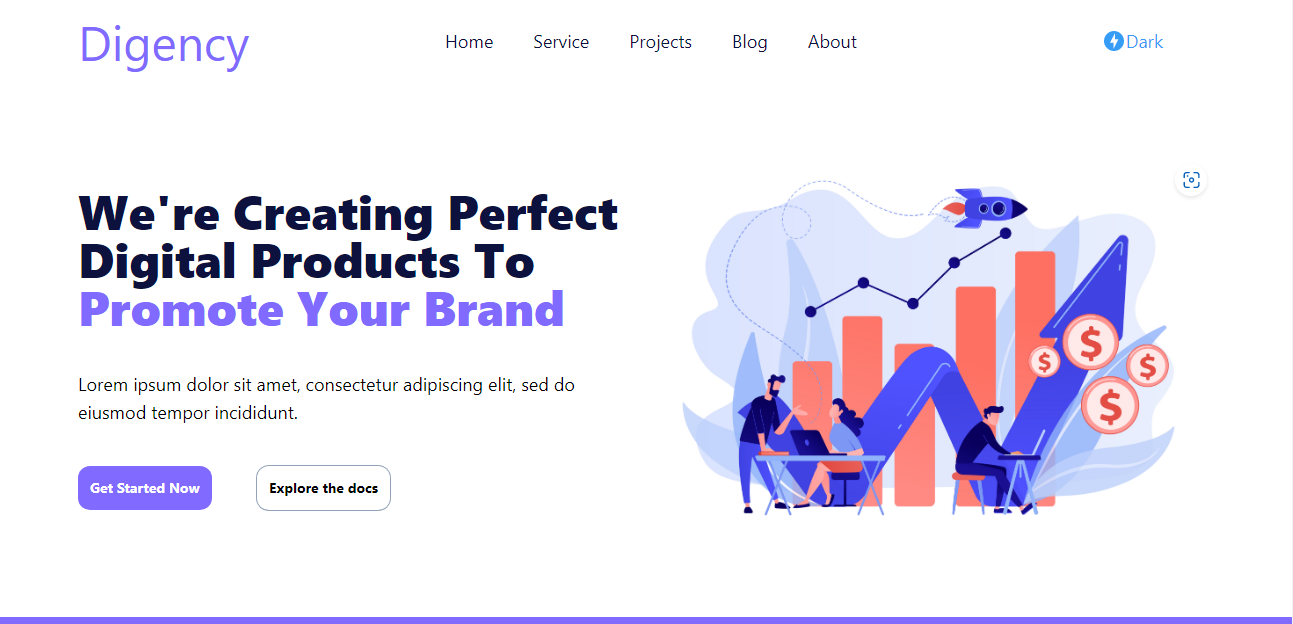 Digency
Home
Service
Projects
Blog
About
Dark
We're Creating Perfect
Digital Products To
Promote Your Brand
Lorem ipsum dolor sit amet, consectetur adipiscing elit, sed do
eiusmod tempor incididunt.
Get Started Now
Explore the docs
$
$
$
$